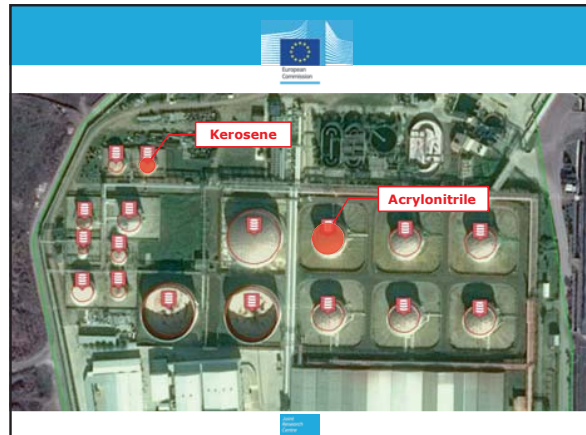 European
Commission
Kerosene
Acrylonitrile
Joint
Research
Centre